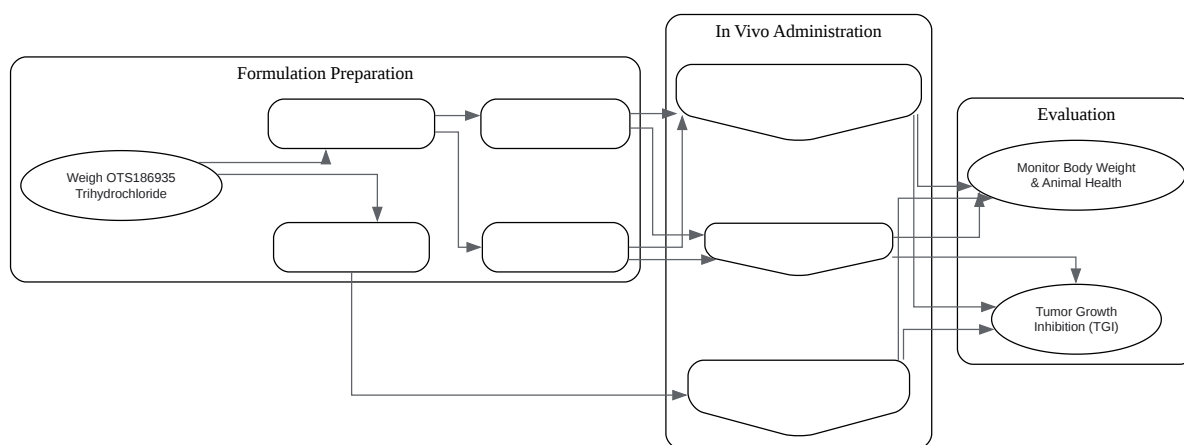 In Vivo Administration
Formulation Preparation
Evaluation
Weigh OTS186935
Trihydrochloride
Monitor Body Weight
& Animal Health
Tumor Growth
Inhibition (TGI)